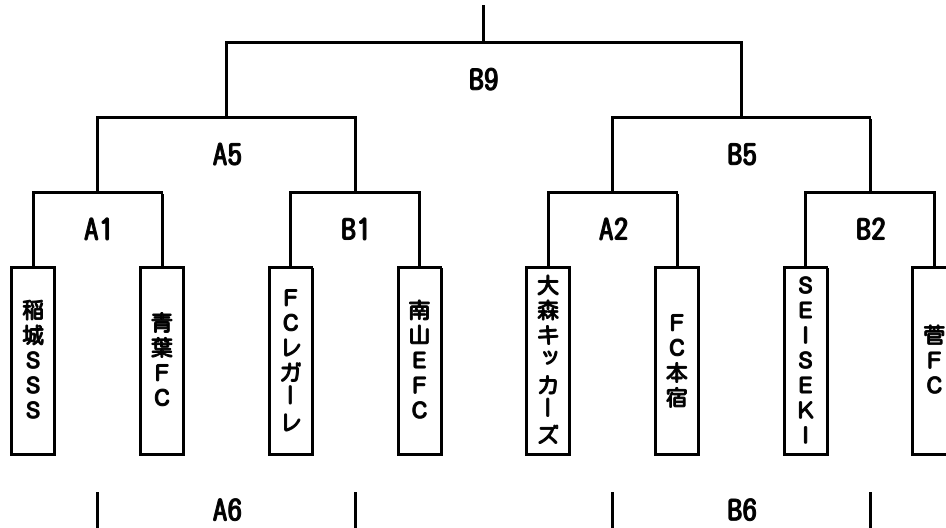 B9
A5
B5
A1
B1
A2
B2
稲城SSS
青葉FC
FCレガーレ
南山EFC
大森キッカーズ
FC本宿
SEISEKI
菅FC
A6
B6